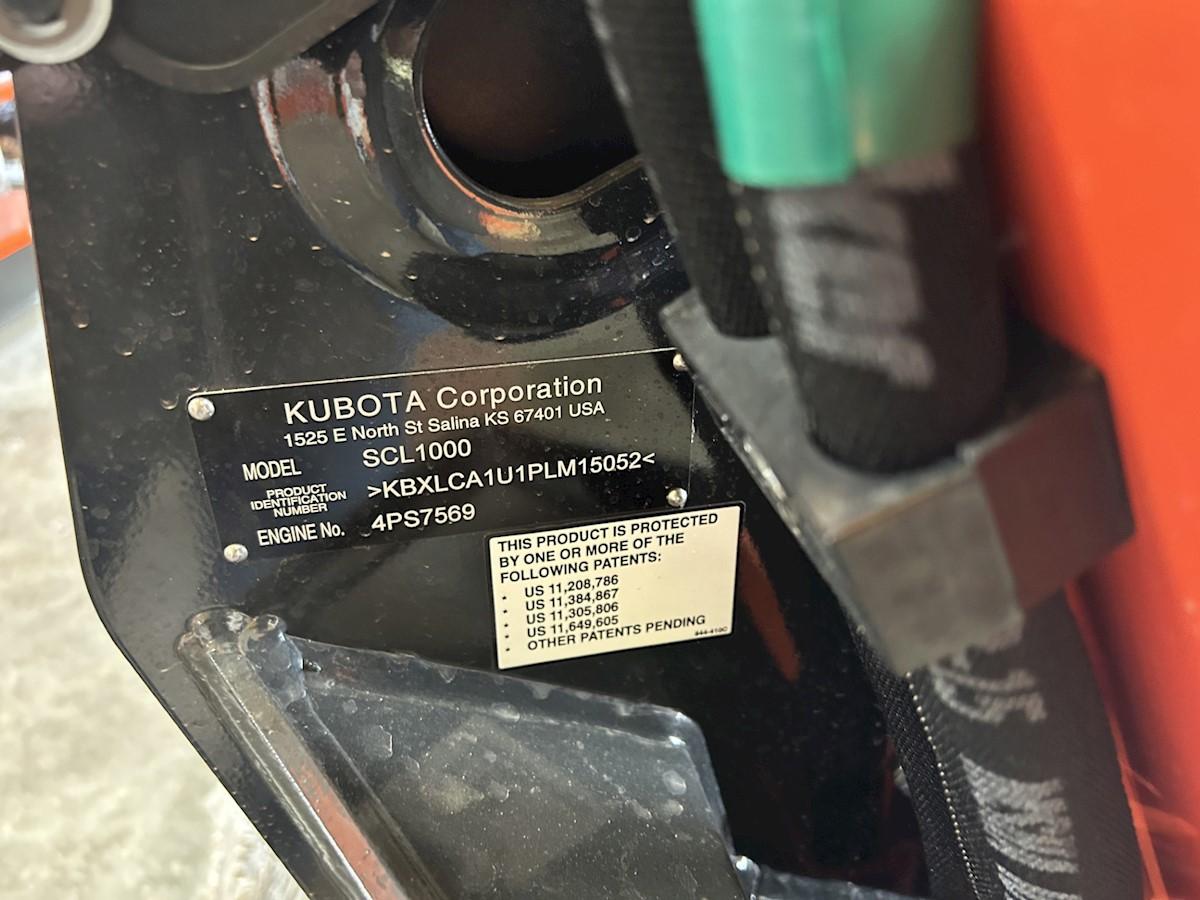 KUBOTA Corporation
1525 E North St Salina KS 67401 USA
MODEL SCL1000
PRODUCT IDENTIFICATION NUMBER >KBXLCA1U1PLM15052<
ENGINE No. 4PS7569
THIS PRODUCT IS PROTECTED
BY ONE OR MORE OF THE
FOLLOWING PATENTS:
• US 11,208,786
• US 11,384,867
• US 11,305,806
• US 11,649,605
• OTHER PATENTS PENDING